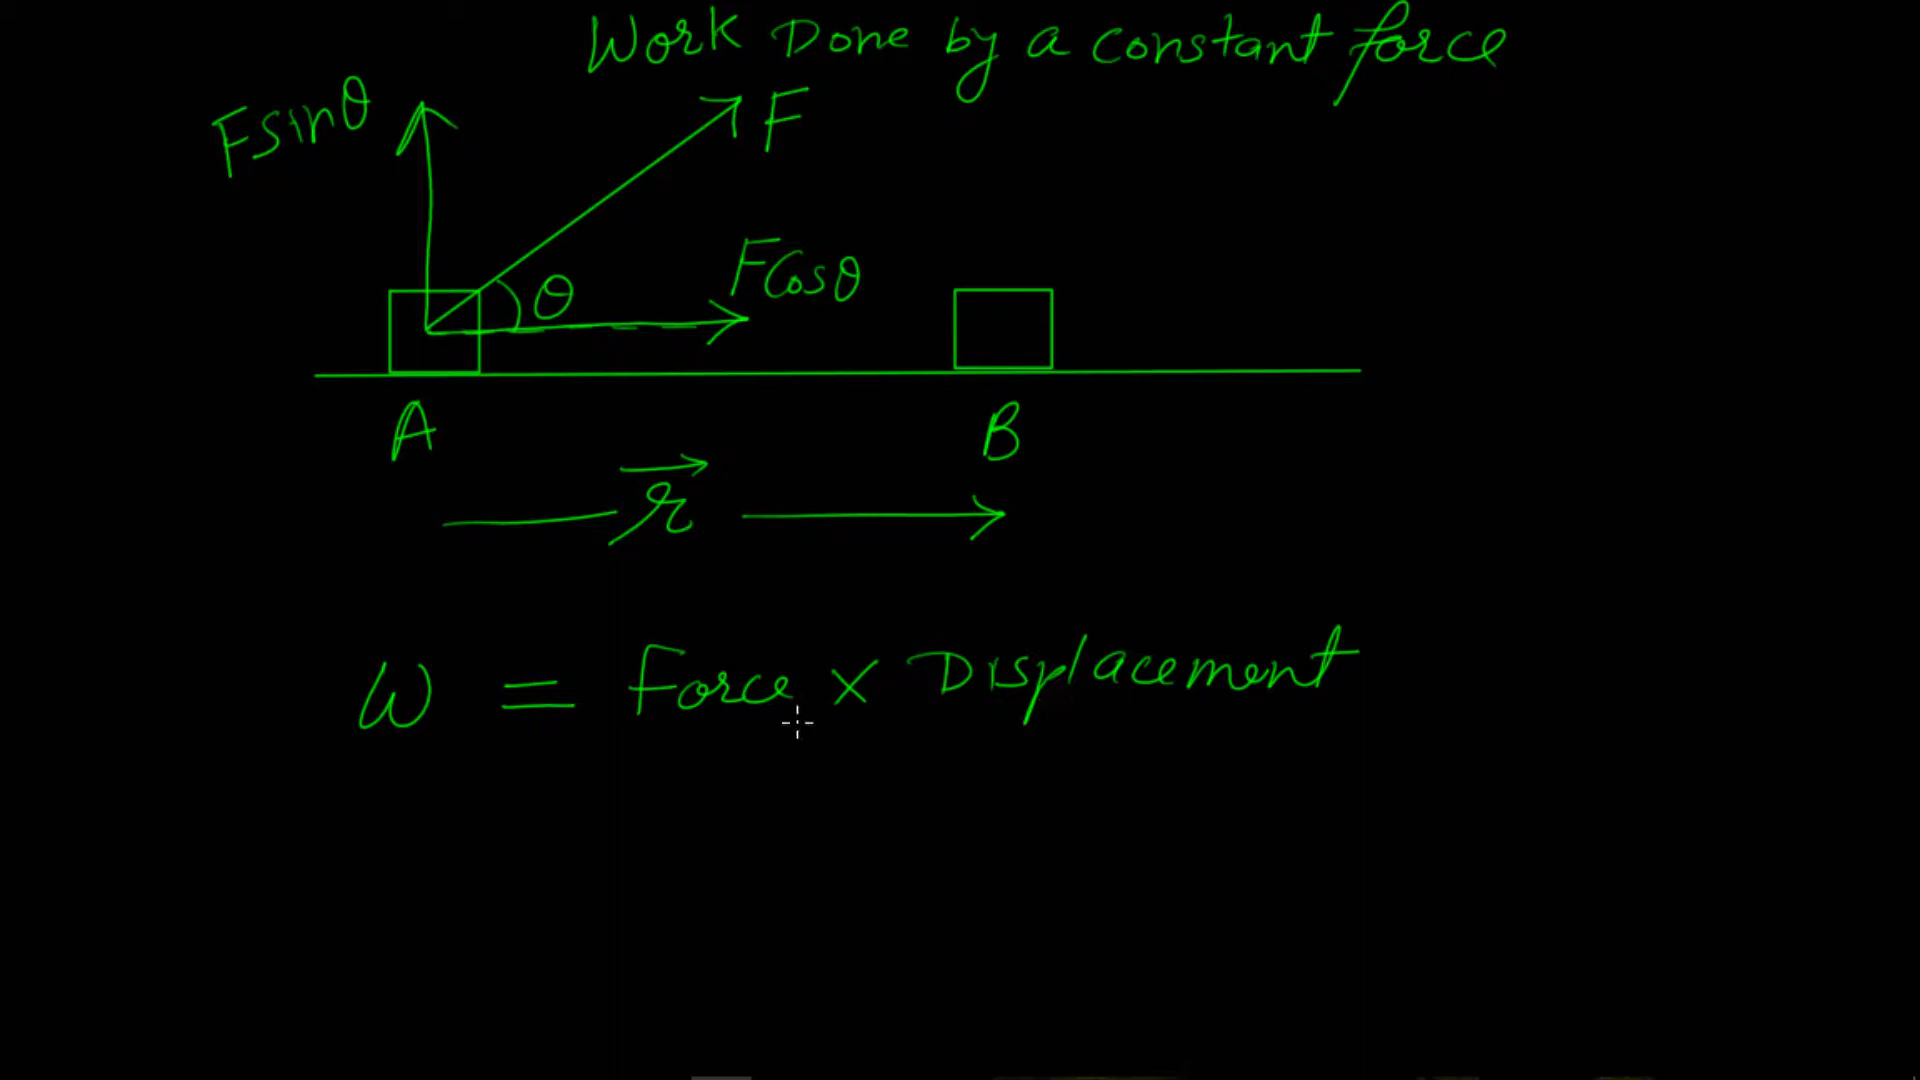 Work Done by a constant force
Fsinθ
F
FCosθ
θ
A
B
r
W = Force × Displacement